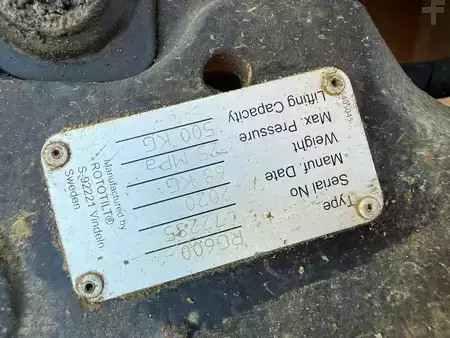 Type RG600
Serial No
Manuf. Date 2020
Weight 68 KG
Max. Pressure 25 MPa
Lifting Capacity 500 KG
Manufactured by
ROTOTILT®
S-92221 Vindeln
Sweden